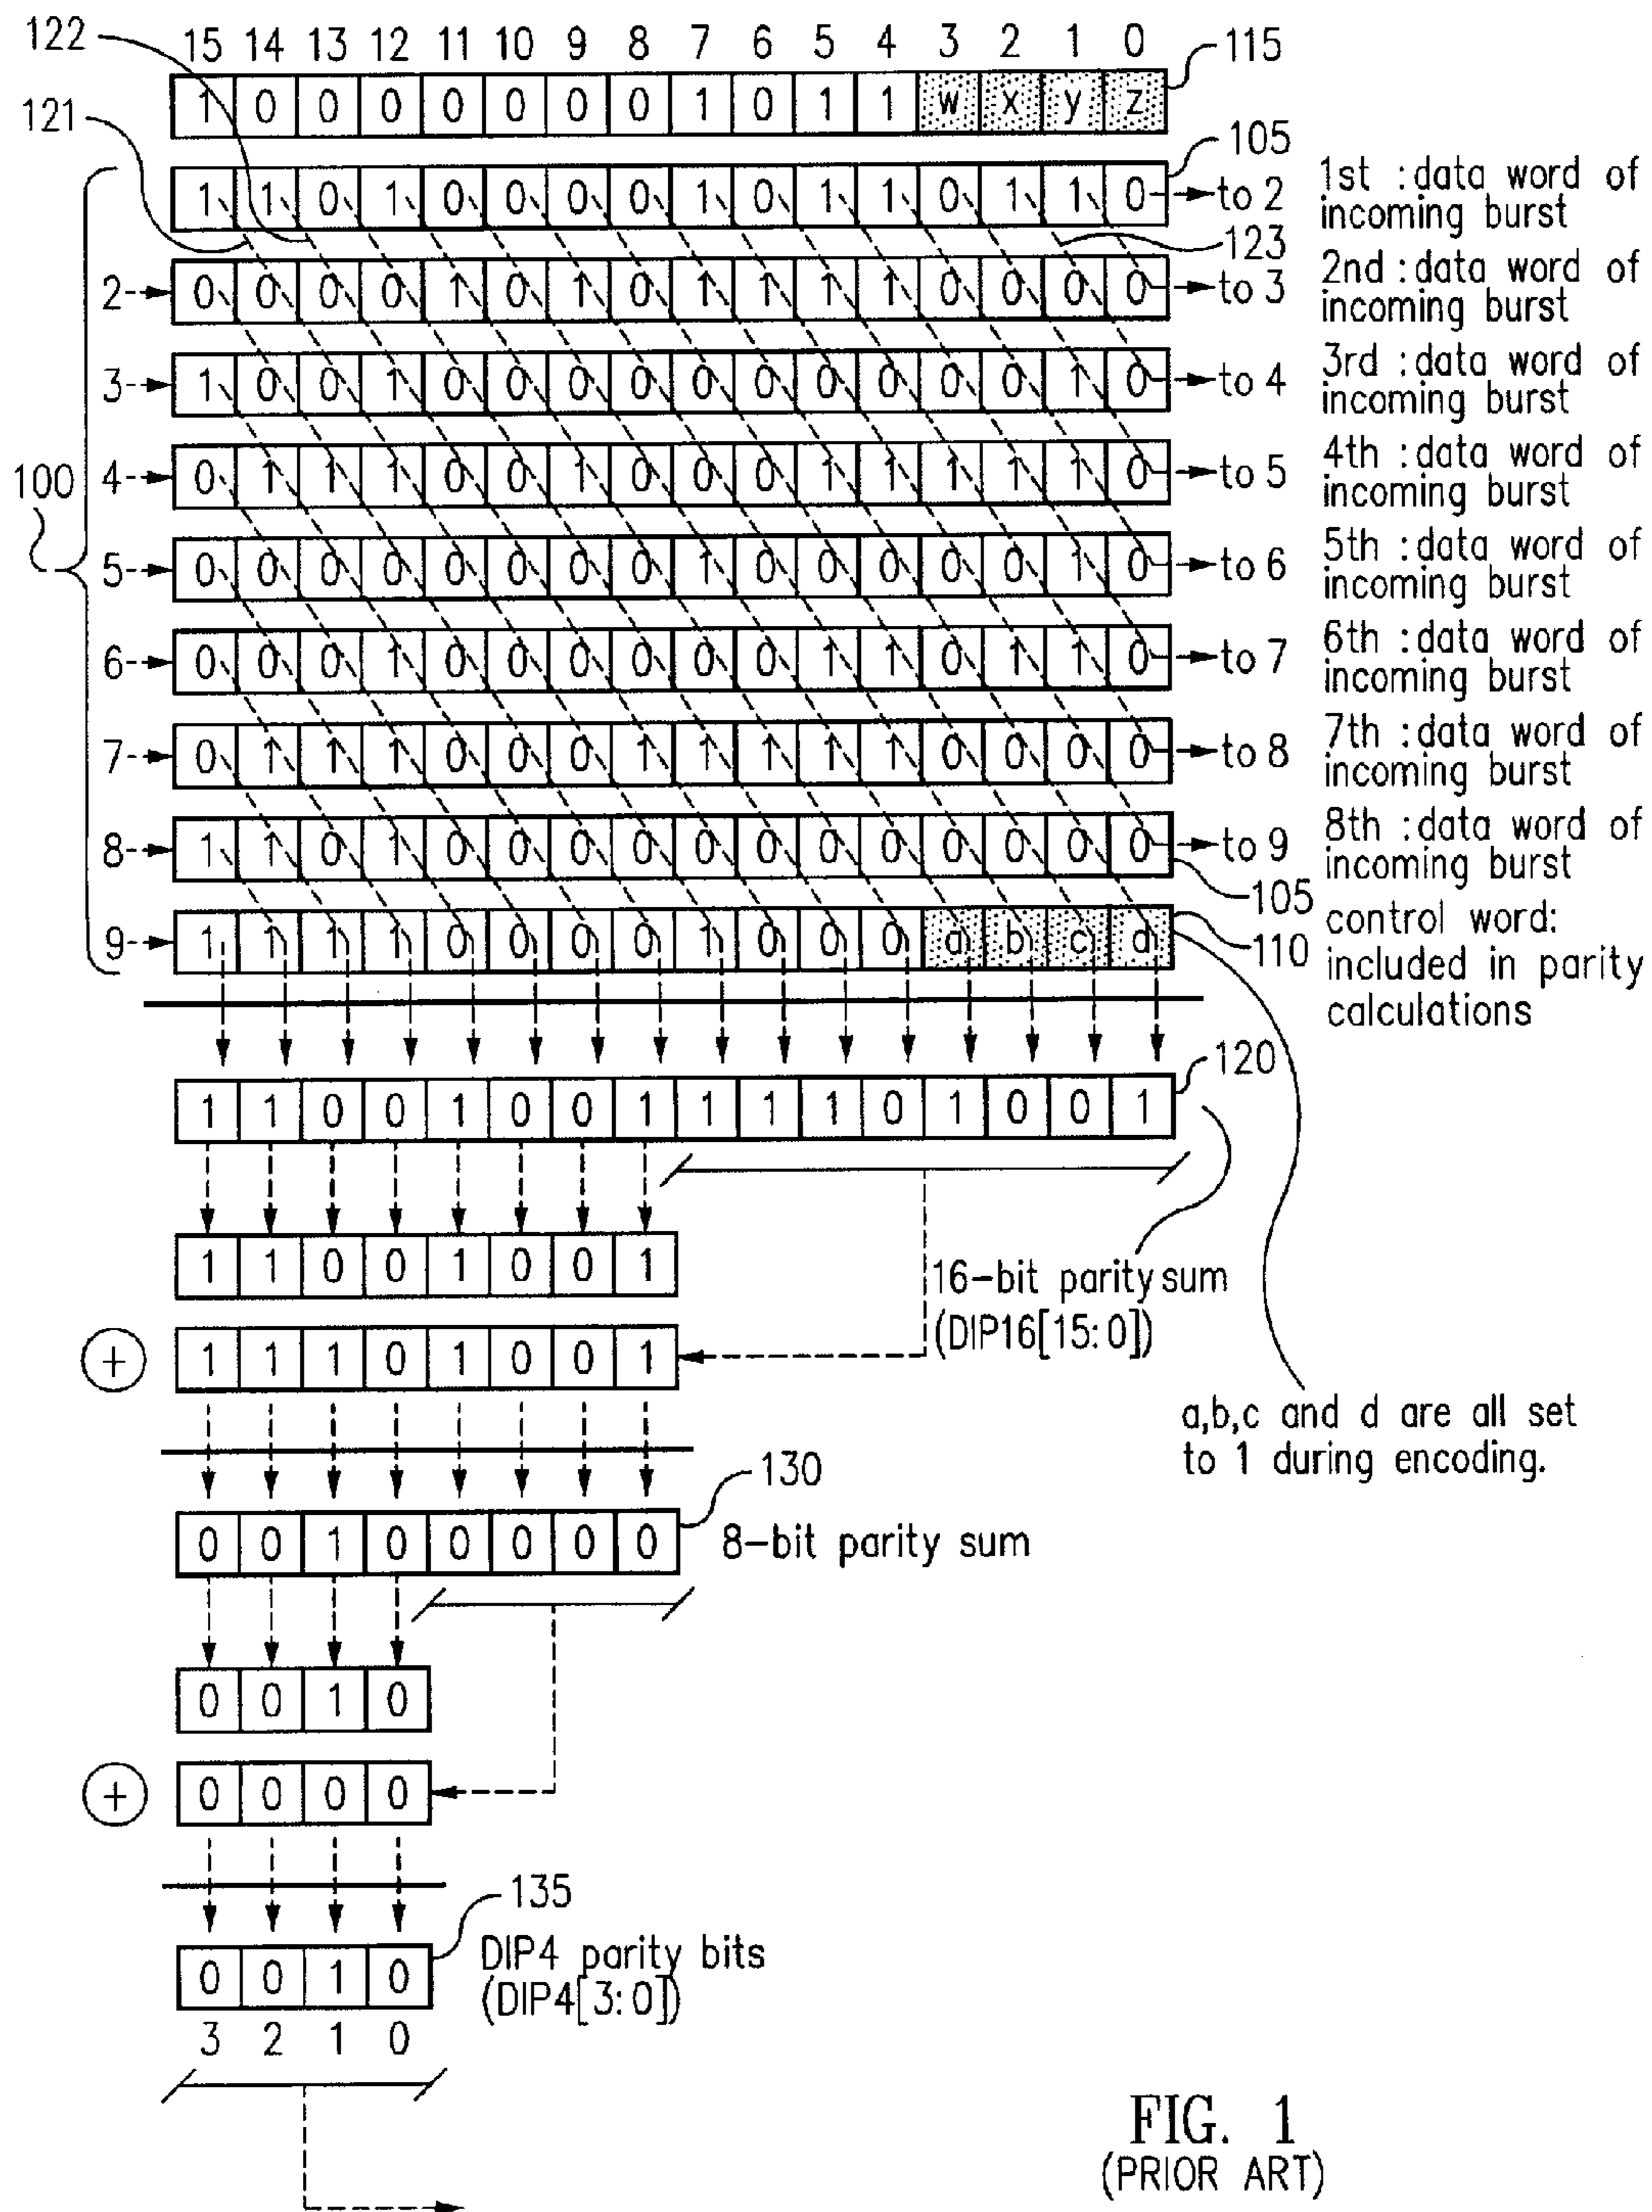 122 15 14 13 12 11 10 9 8 7 6 5 4 3 2 1 0
1 0 0 0 0 0 0 0 1 0 1 1 w x y z 115
121
105
1 1 0 1 0 0 0 0 1 0 1 1 0 1 1 0 to 2 1st :data word of
incoming burst
123
2 0 0 0 0 1 0 1 0 1 1 1 1 0 0 0 0 to 3 2nd :data word of
incoming burst
3 1 0 0 1 0 0 0 0 0 0 0 0 0 0 1 0 to 4 3rd :data word of
incoming burst
100 4 0 1 1 1 0 0 1 0 0 0 1 1 1 1 1 0 to 5 4th :data word of
incoming burst
5 0 0 0 0 0 0 0 0 1 0 0 0 0 0 1 0 to 6 5th :data word of
incoming burst
6 0 0 0 1 0 0 0 0 0 0 1 1 0 1 1 0 to 7 6th :data word of
incoming burst
7 0 1 1 1 0 0 0 1 1 1 1 1 0 0 0 0 to 8 7th :data word of
incoming burst
8 1 1 0 1 0 0 0 0 0 0 0 0 0 0 0 0 to 9 8th :data word of
incoming burst
105
9 1 1 1 1 0 0 0 0 1 0 0 0 a b c d 110 control word:
included in parity
calculations
120
1 1 0 0 1 0 0 1 1 1 1 0 1 0 0 1
1 1 0 0 1 0 0 1
16-bit parity sum
(DIP16[15:0])
+ 1 1 1 0 1 0 0 1
a,b,c and d are all set
to 1 during encoding.
130
0 0 1 0 0 0 0 0 8-bit parity sum
0 0 1 0
+ 0 0 0 0
135
0 0 1 0 DIP4 parity bits
(DIP4[3:0])
3 2 1 0
FIG. 1
(PRIOR ART)